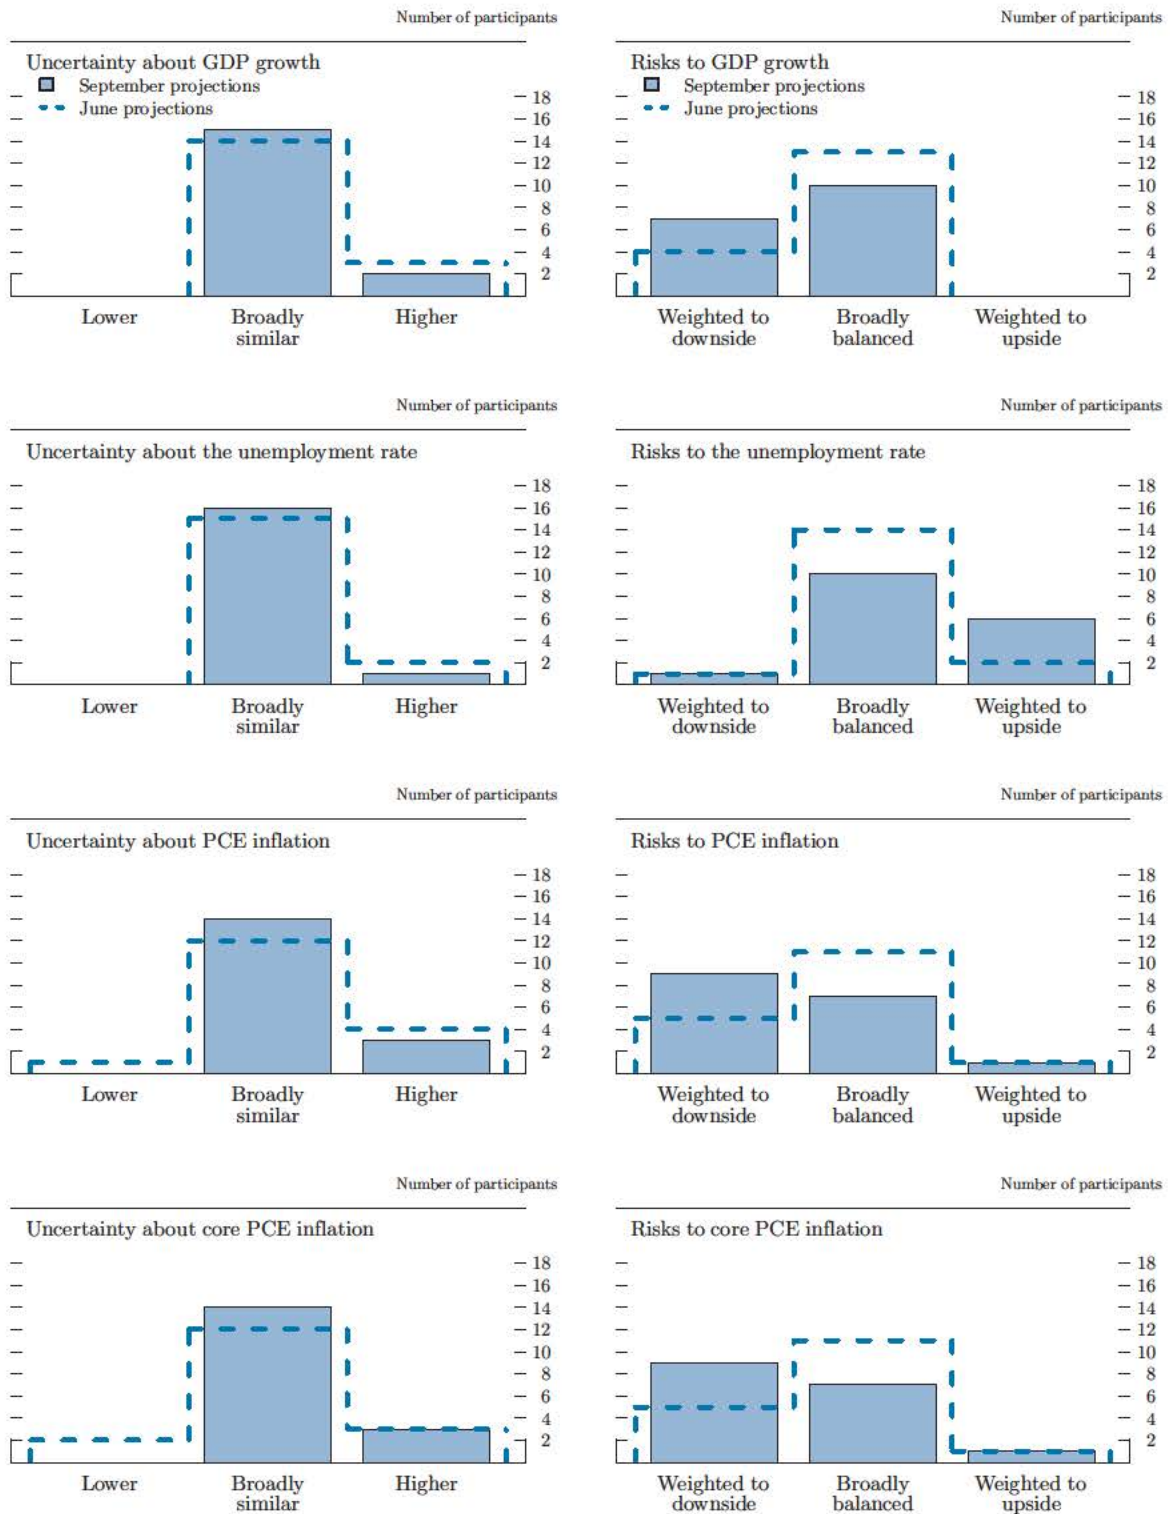 Number of participants
Uncertainty about GDP growth
September projections
June projections
18
16
14
12
10
8
6
4
2
Lower
Broadly
similar
Higher
Number of participants
Risks to GDP growth
September projections
June projections
18
16
14
12
10
8
6
4
2
Weighted to
downside
Broadly
balanced
Weighted to
upside
Number of participants
Uncertainty about the unemployment rate
18
16
14
12
10
8
6
4
2
Lower
Broadly
similar
Higher
Number of participants
Risks to the unemployment rate
18
16
14
12
10
8
6
4
2
Weighted to
downside
Broadly
balanced
Weighted to
upside
Number of participants
Uncertainty about PCE inflation
18
16
14
12
10
8
6
4
2
Lower
Broadly
similar
Higher
Number of participants
Risks to PCE inflation
18
16
14
12
10
8
6
4
2
Weighted to
downside
Broadly
balanced
Weighted to
upside
Number of participants
Uncertainty about core PCE inflation
18
16
14
12
10
8
6
4
2
Lower
Broadly
similar
Higher
Number of participants
Risks to core PCE inflation
18
16
14
12
10
8
6
4
2
Weighted to
downside
Broadly
balanced
Weighted to
upside